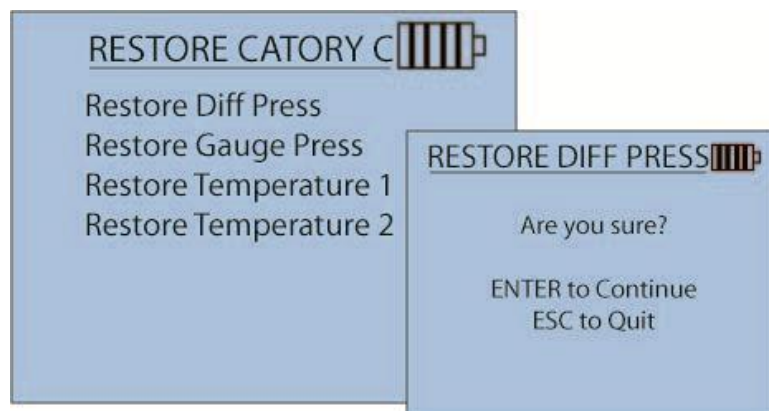 RESTORE CATORY C
Restore Diff Press
Restore Gauge Press
Restore Temperature 1
Restore Temperature 2
RESTORE DIFF PRESS
Are you sure?
ENTER to Continue
ESC to Quit